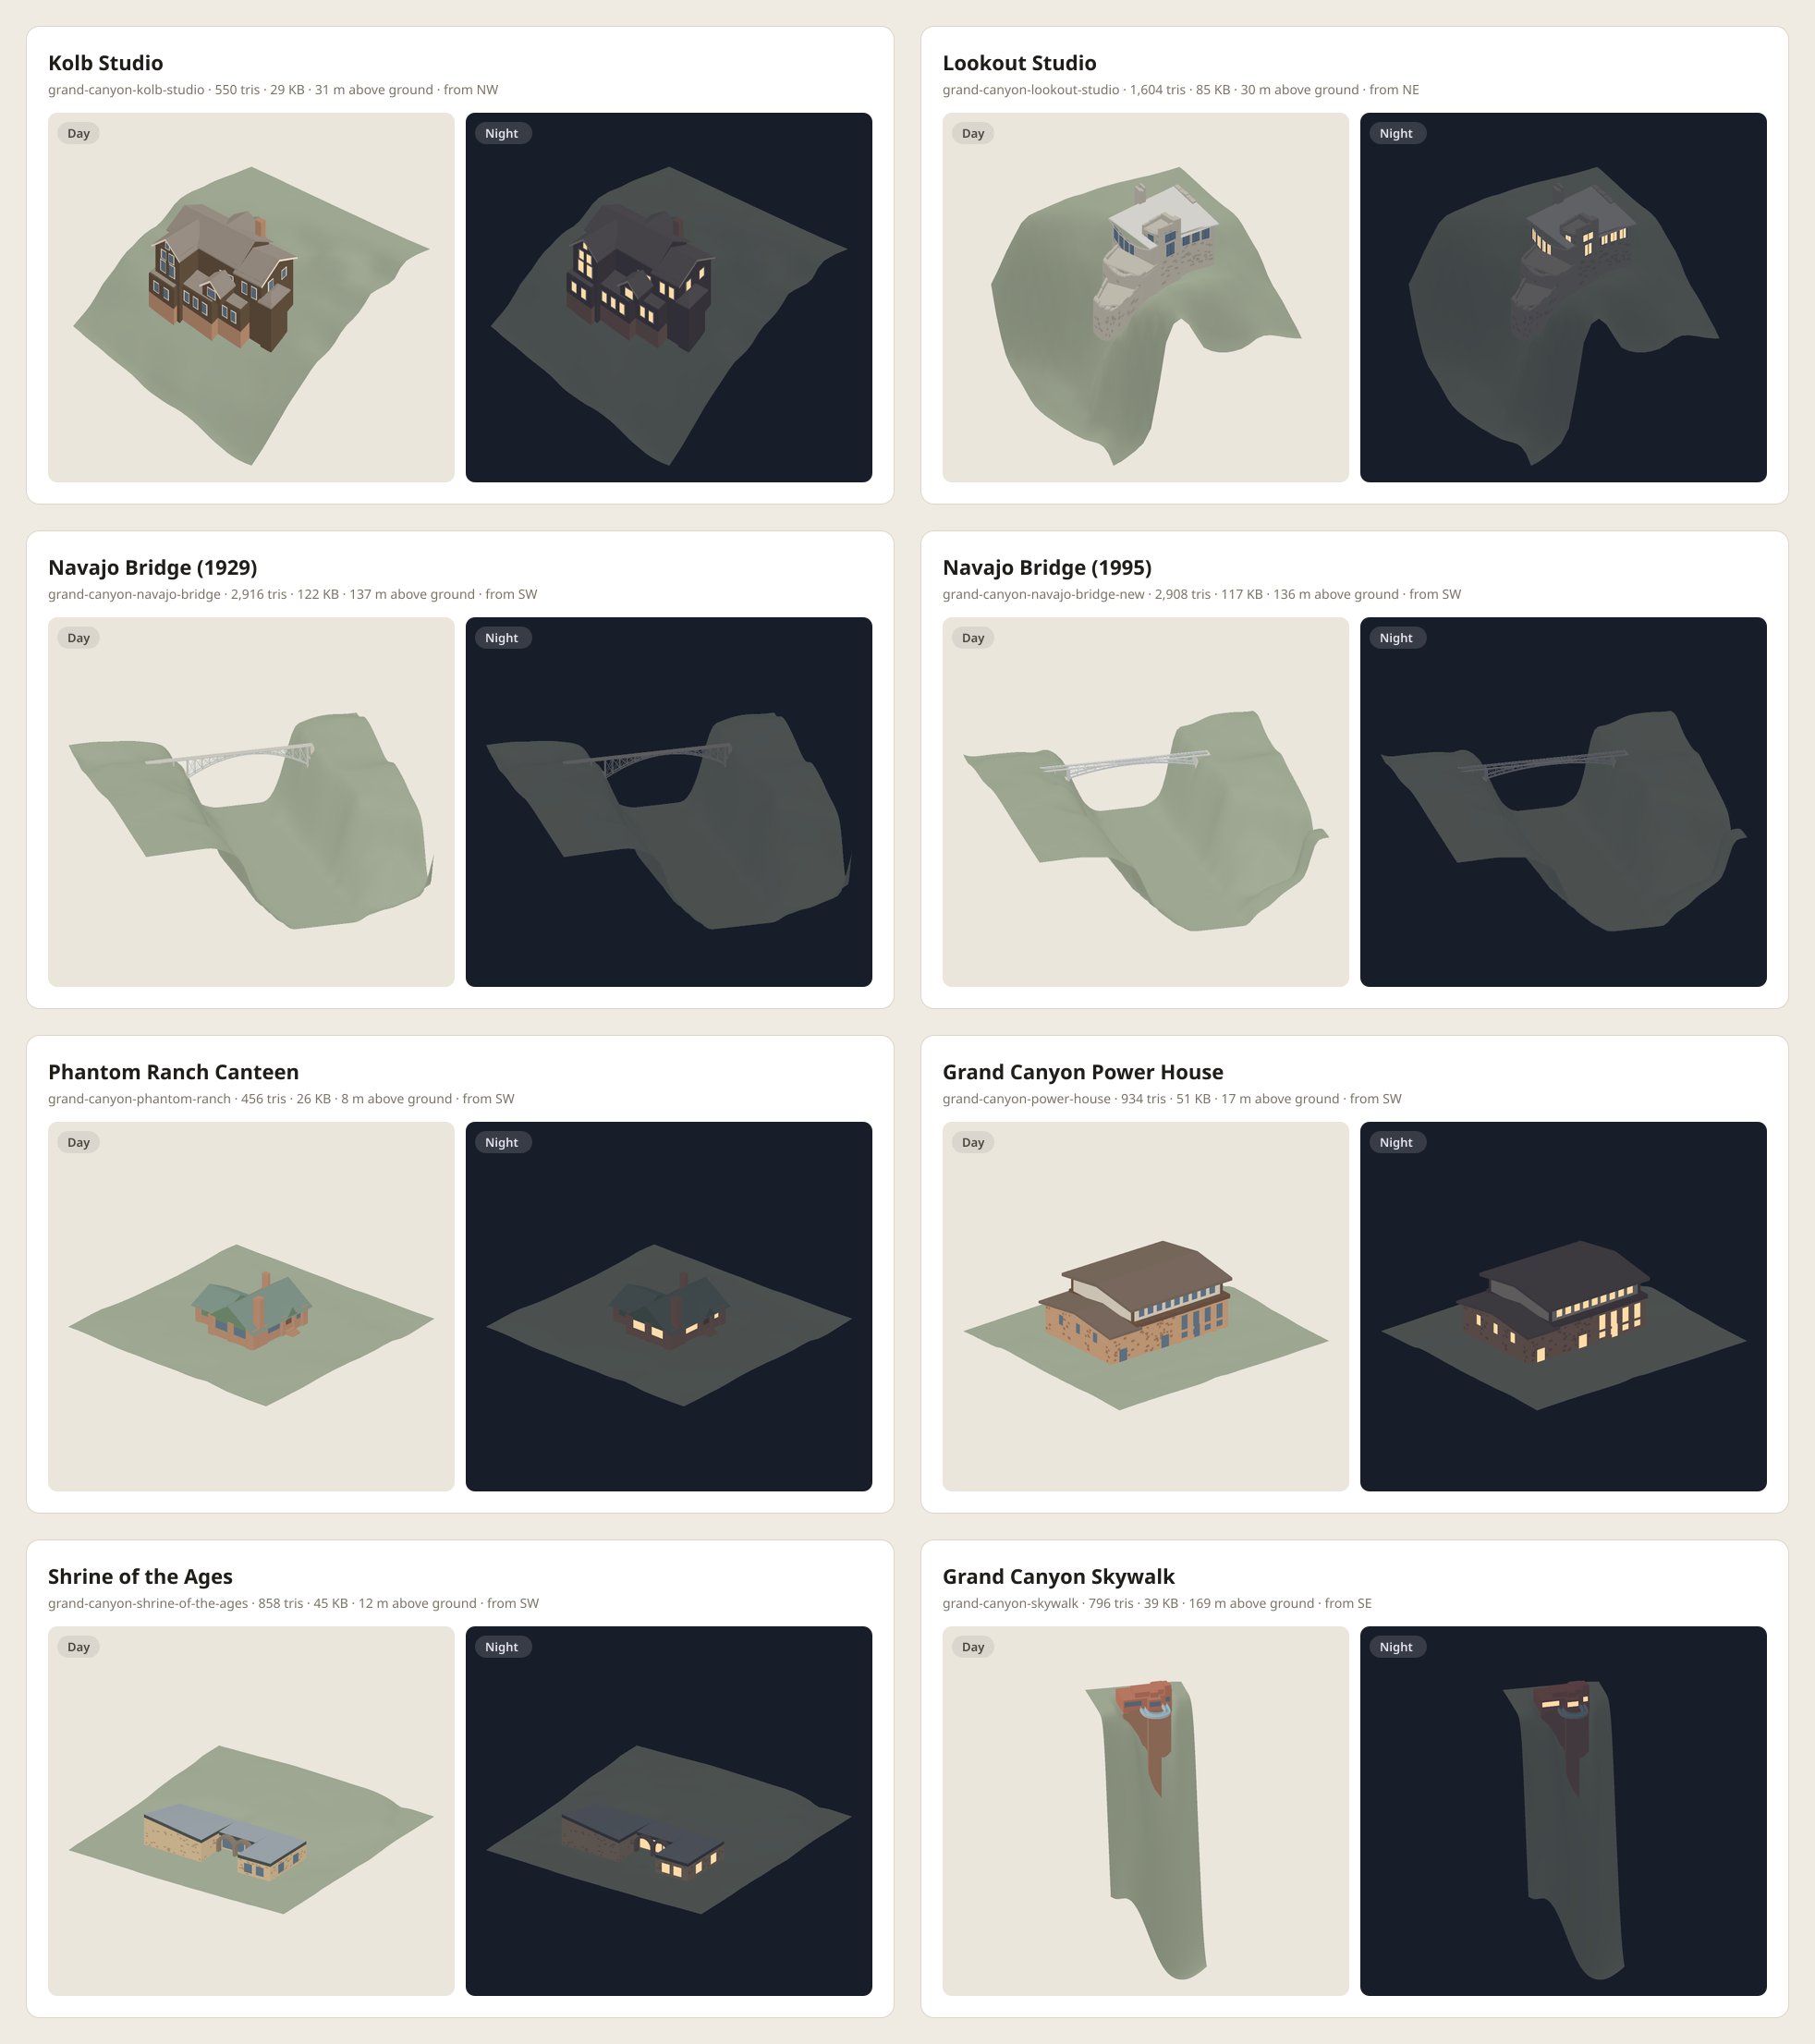 Kolb Studio
grand-canyon-kolb-studio · 550 tris · 29 KB · 31 m above ground · from NW
Day
Night
Lookout Studio
grand-canyon-lookout-studio · 1,604 tris · 85 KB · 30 m above ground · from NE
Day
Night
Navajo Bridge (1929)
grand-canyon-navajo-bridge · 2,916 tris · 122 KB · 137 m above ground · from SW
Day
Night
Navajo Bridge (1995)
grand-canyon-navajo-bridge-new · 2,908 tris · 117 KB · 136 m above ground · from SW
Day
Night
Phantom Ranch Canteen
grand-canyon-phantom-ranch · 456 tris · 26 KB · 8 m above ground · from SW
Day
Night
Grand Canyon Power House
grand-canyon-power-house · 934 tris · 51 KB · 17 m above ground · from SW
Day
Night
Shrine of the Ages
grand-canyon-shrine-of-the-ages · 858 tris · 45 KB · 12 m above ground · from SW
Day
Night
Grand Canyon Skywalk
grand-canyon-skywalk · 796 tris · 39 KB · 169 m above ground · from SE
Day
Night